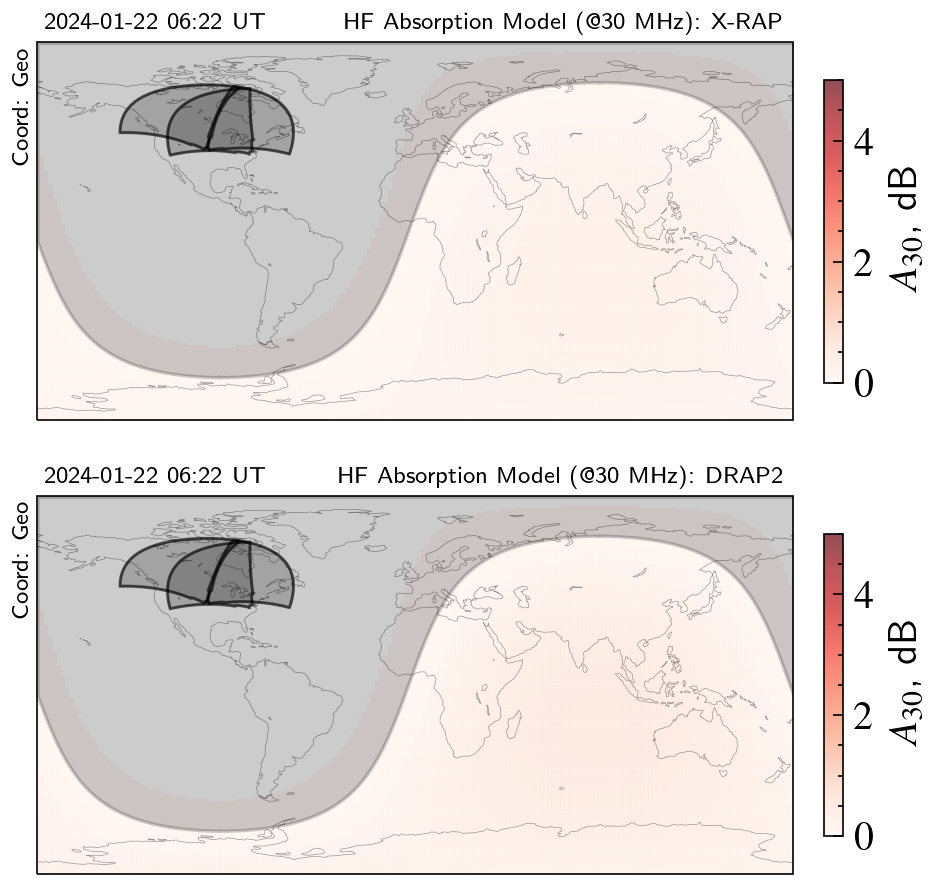 2024-01-22 06:22 UT HF Absorption Model (@30 MHz): X-RAP
Coord: Geo
4
2
0
A30, dB
2024-01-22 06:22 UT HF Absorption Model (@30 MHz): DRAP2
Coord: Geo
4
2
0
A30, dB